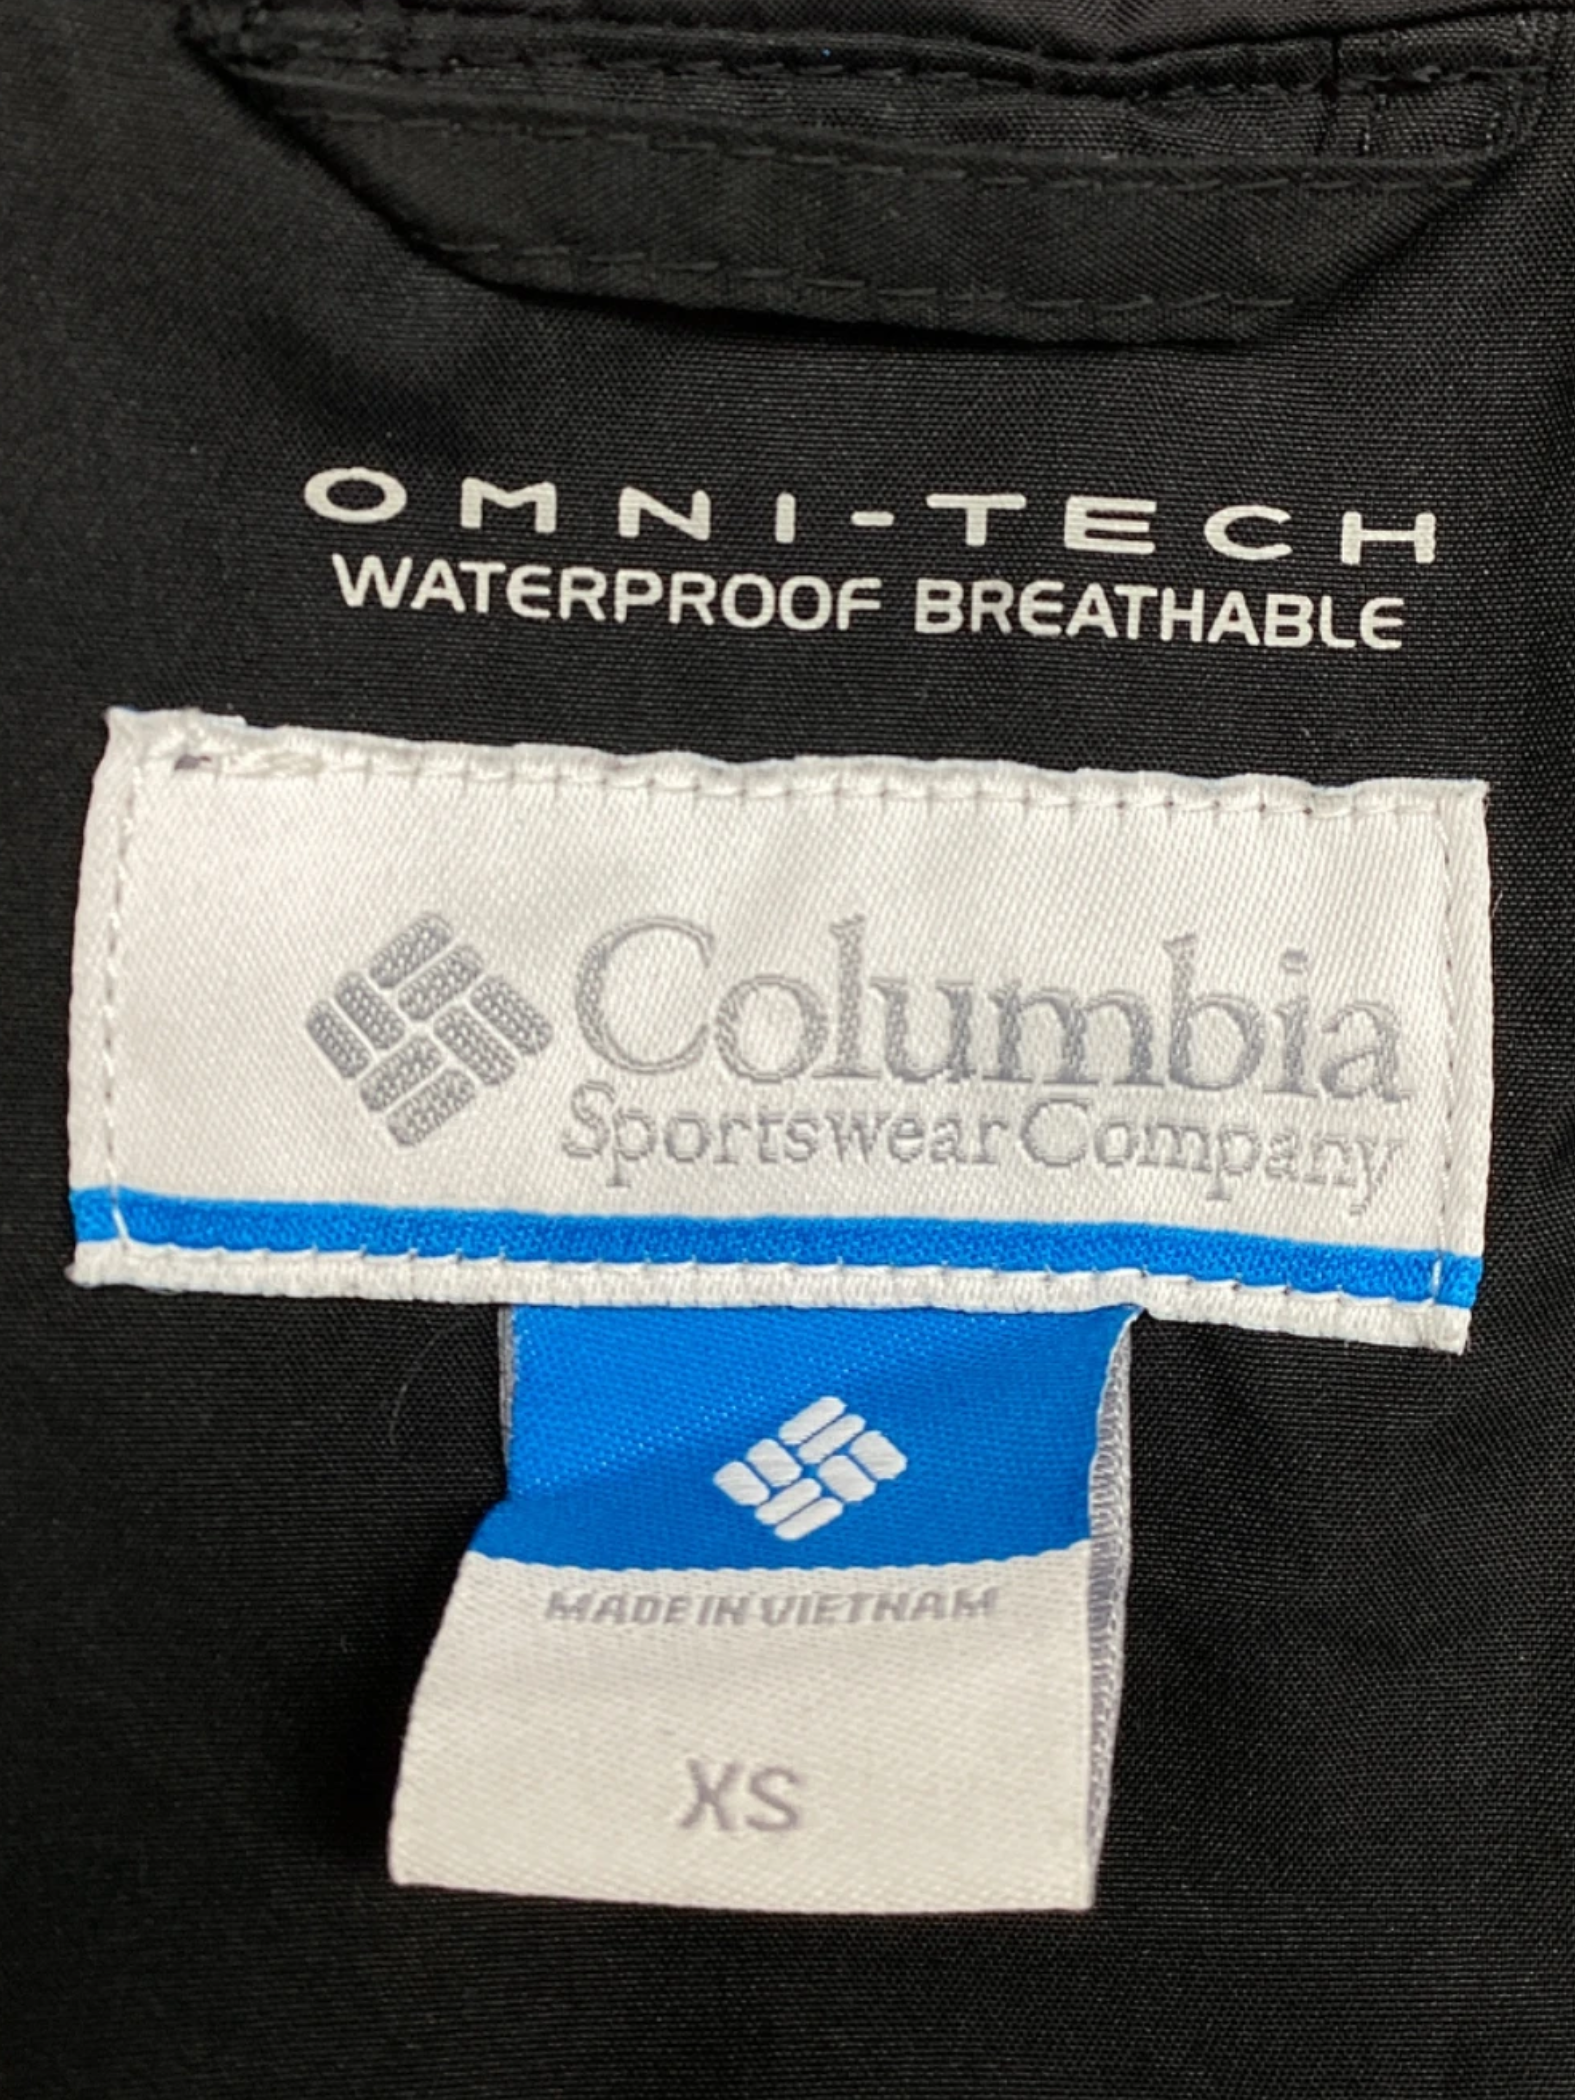 OMNI-TECH
WATERPROOF BREATHABLE
Columbia
Sportswear Company
MADE IN VIETNAM
XS